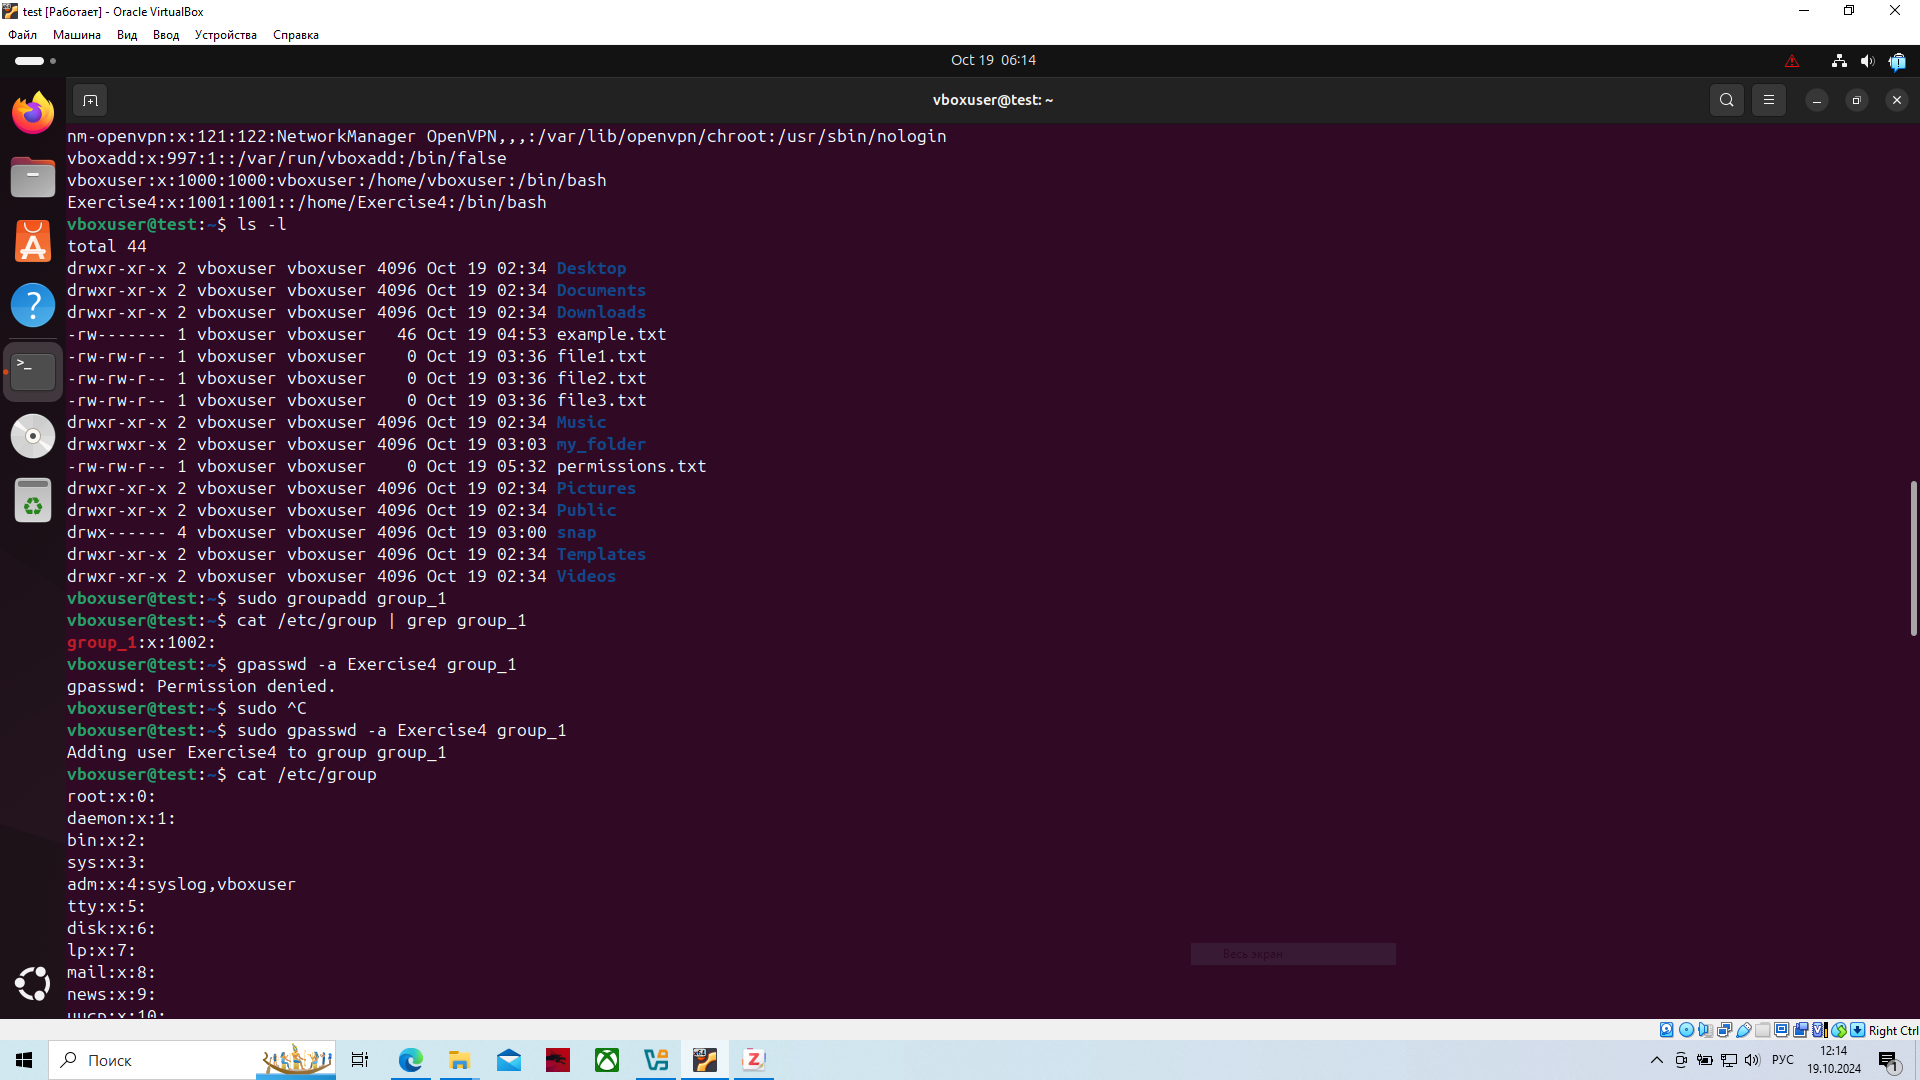 test [Работает] - Oracle VirtualBox
Файл Машина Вид Ввод Устройства Справка
Oct 19 06:14
vboxuser@test: ~
nm-openvpn:x:121:122:NetworkManager OpenVPN,,,:/var/lib/openvpn/chroot:/usr/sbin/nologin
vboxadd:x:997:1::/var/run/vboxadd:/bin/false
vboxuser:x:1000:1000:vboxuser:/home/vboxuser:/bin/bash
Exercise4:x:1001:1001::/home/Exercise4:/bin/bash
vboxuser@test:~$ ls -l
total 44
drwxr-xr-x 2 vboxuser vboxuser 4096 Oct 19 02:34 Desktop
drwxr-xr-x 2 vboxuser vboxuser 4096 Oct 19 02:34 Documents
drwxr-xr-x 2 vboxuser vboxuser 4096 Oct 19 02:34 Downloads
-rw------- 1 vboxuser vboxuser   46 Oct 19 04:53 example.txt
-rw-rw-r-- 1 vboxuser vboxuser    0 Oct 19 03:36 file1.txt
-rw-rw-r-- 1 vboxuser vboxuser    0 Oct 19 03:36 file2.txt
-rw-rw-r-- 1 vboxuser vboxuser    0 Oct 19 03:36 file3.txt
drwxr-xr-x 2 vboxuser vboxuser 4096 Oct 19 02:34 Music
drwxrwxr-x 2 vboxuser vboxuser 4096 Oct 19 03:03 my_folder
-rw-rw-r-- 1 vboxuser vboxuser    0 Oct 19 05:32 permissions.txt
drwxr-xr-x 2 vboxuser vboxuser 4096 Oct 19 02:34 Pictures
drwxr-xr-x 2 vboxuser vboxuser 4096 Oct 19 02:34 Public
drwx------ 4 vboxuser vboxuser 4096 Oct 19 03:00 snap
drwxr-xr-x 2 vboxuser vboxuser 4096 Oct 19 02:34 Templates
drwxr-xr-x 2 vboxuser vboxuser 4096 Oct 19 02:34 Videos
vboxuser@test:~$ sudo groupadd group_1
vboxuser@test:~$ cat /etc/group | grep group_1
group_1:x:1002:
vboxuser@test:~$ gpasswd -a Exercise4 group_1
gpasswd: Permission denied.
vboxuser@test:~$ sudo ^C
vboxuser@test:~$ sudo gpasswd -a Exercise4 group_1
Adding user Exercise4 to group group_1
vboxuser@test:~$ cat /etc/group
root:x:0:
daemon:x:1:
bin:x:2:
sys:x:3:
adm:x:4:syslog,vboxuser
tty:x:5:
disk:x:6:
lp:x:7:
mail:x:8:
Весь экран
news:x:9:
uucp:x:10:
Right Ctrl
Поиск
РУС
12:14
19.10.2024
1